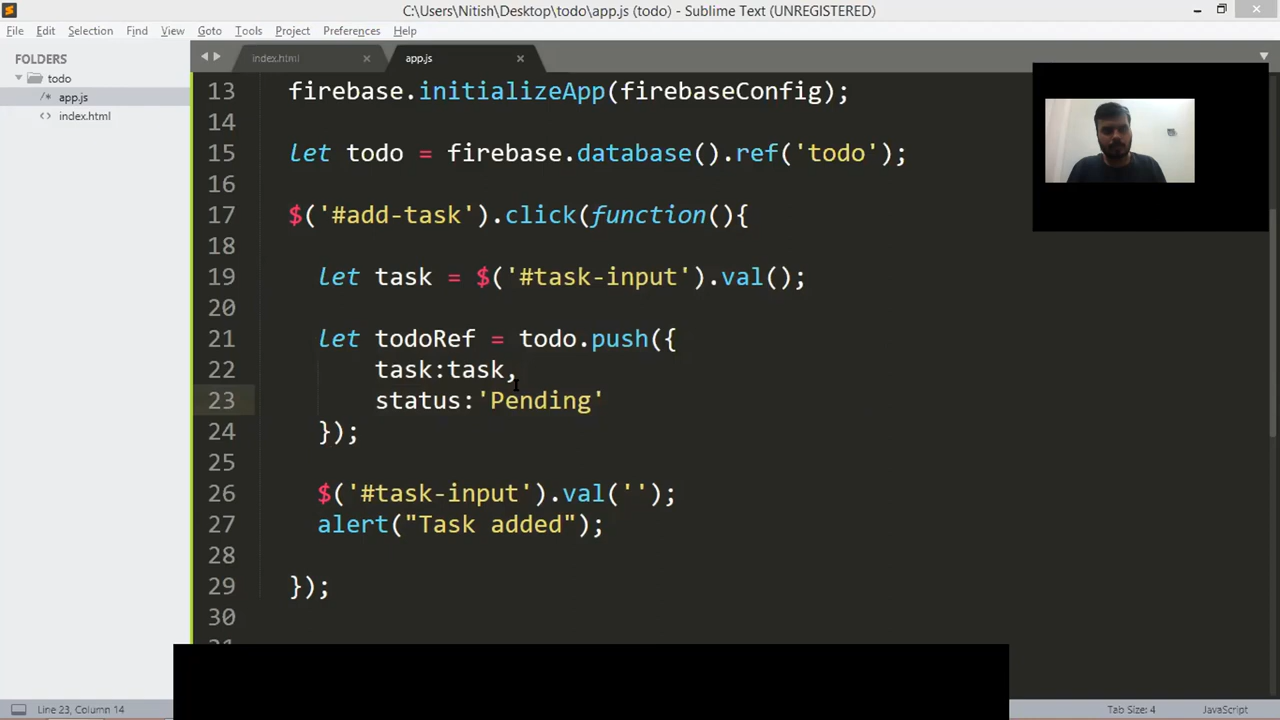 C:\Users\Nitish\Desktop\todo\app.js (todo) - Sublime Text (UNREGISTERED)
File Edit Selection Find View Goto Tools Project Preferences Help
FOLDERS
todo
app.js
index.html
index.html
app.js
13 firebase.initializeApp(firebaseConfig);
14
15 let todo = firebase.database().ref('todo');
16
17 $('#add-task').click(function(){
18
19 let task = $('#task-input').val();
20
21 let todoRef = todo.push({
22 task:task,
23 status:'Pending'
24 });
25
26 $('#task-input').val('');
27 alert("Task added");
28
29 });
30
Line 23, Column 14
Tab Size: 4
JavaScript